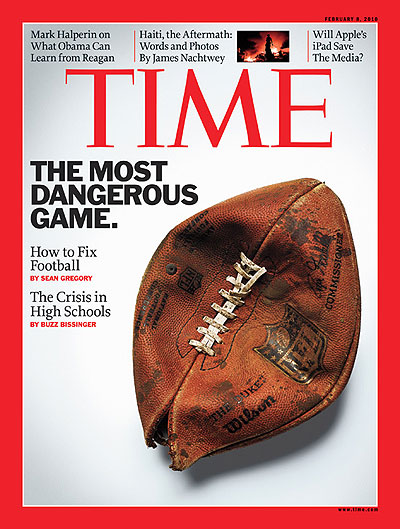 FEBRUARY 8, 2010
Mark Halperin on
What Obama Can
Learn from Reagan
Haiti, the Aftermath:
Words and Photos
By James Nachtwey
Will Apple's
iPad Save
The Media?
TIME
THE MOST
DANGEROUS
GAME.
How to Fix
Football
BY SEAN GREGORY
The Crisis in
High Schools
BY BUZZ BISSINGER
COMMISSIONER
NFL
"THE DUKE"
Wilson
www.time.com